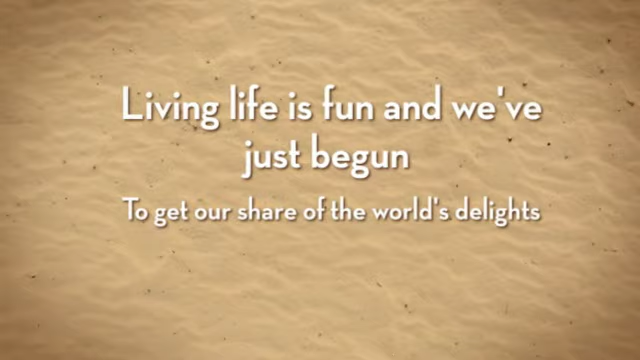 Living life is fun and we've
just begun
To get our share of the world's delights